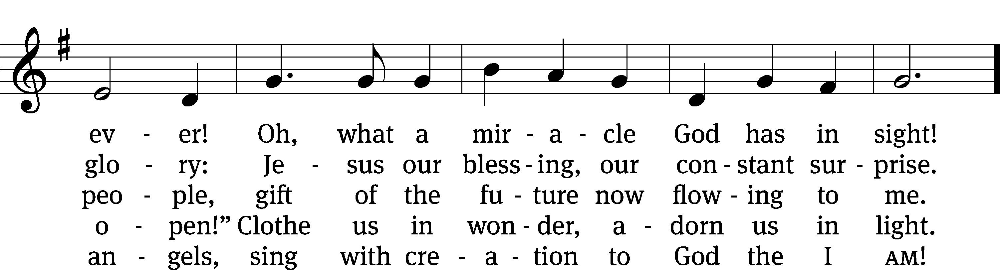 ev - er! Oh, what a mir - a - cle God has in sight!
glo - ry: Je - sus our bless - ing, our con - stant sur - prise.
peo - ple, gift of the fu - ture now flow - ing to me.
o - pen!” Clothe us in won - der, a - dorn us in light.
an - gels, sing with cre - a - tion to God the I AM!